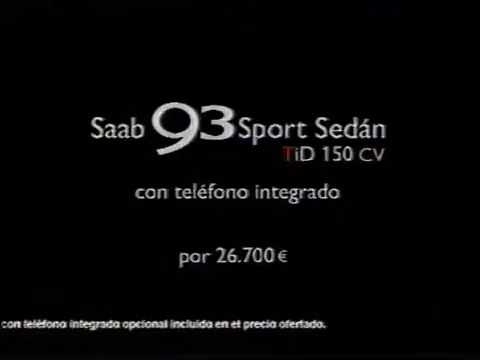 Saab 93 Sport Sedán
TiD 150 CV
con teléfono integrado
por 26.700 €
con teléfono integrado opcional incluido en el precio ofertado.